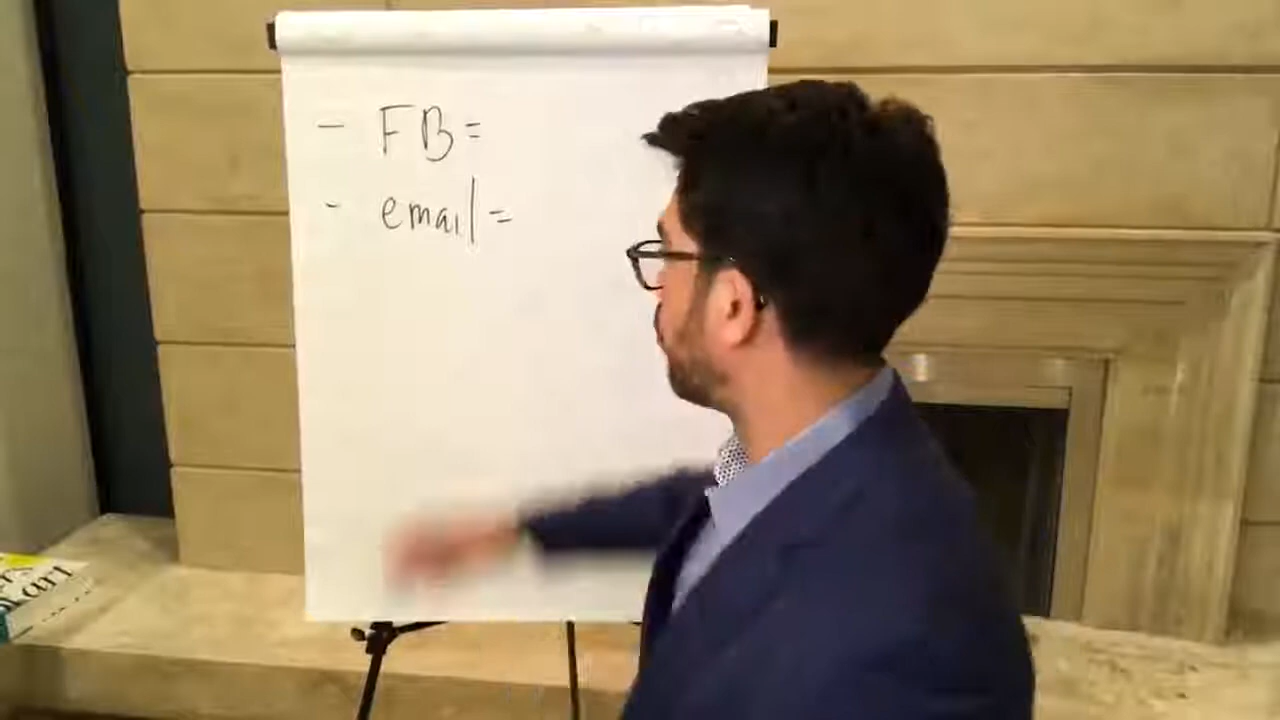 - FB=
- email=